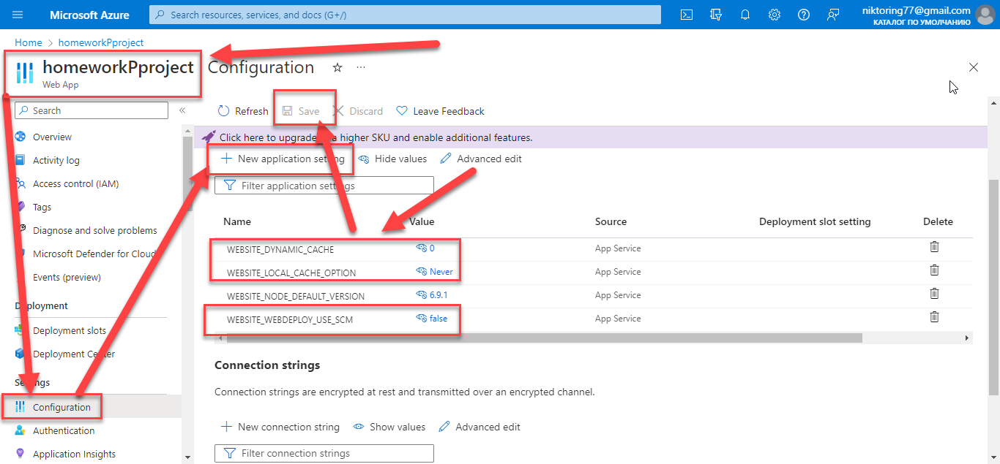 Microsoft Azure
Search resources, services, and docs (G+/)
niktoring77@gmail.com
КАТАЛОГ ПО УМОЛЧАНИЮ
Home > homeworkPproject
homeworkPproject Configuration ...
Web App
Search «
Refresh Save Discard Leave Feedback
Click here to upgrade a higher SKU and enable additional features.
New application setting Hide values Advanced edit
Filter application settings
Name Value Source Deployment slot setting Delete
WEBSITE_DYNAMIC_CACHE 0 App Service
WEBSITE_LOCAL_CACHE_OPTION Never App Service
WEBSITE_NODE_DEFAULT_VERSION 6.9.1 App Service
WEBSITE_WEBDEPLOY_USE_SCM false App Service
Connection strings
Connection strings are encrypted at rest and transmitted over an encrypted channel.
New connection string Show values Advanced edit
Filter connection strings
Overview
Activity log
Access control (IAM)
Tags
Diagnose and solve problems
Microsoft Defender for Cloud
Events (preview)
Deployment
Deployment slots
Deployment Center
Settings
Configuration
Authentication
Application Insights